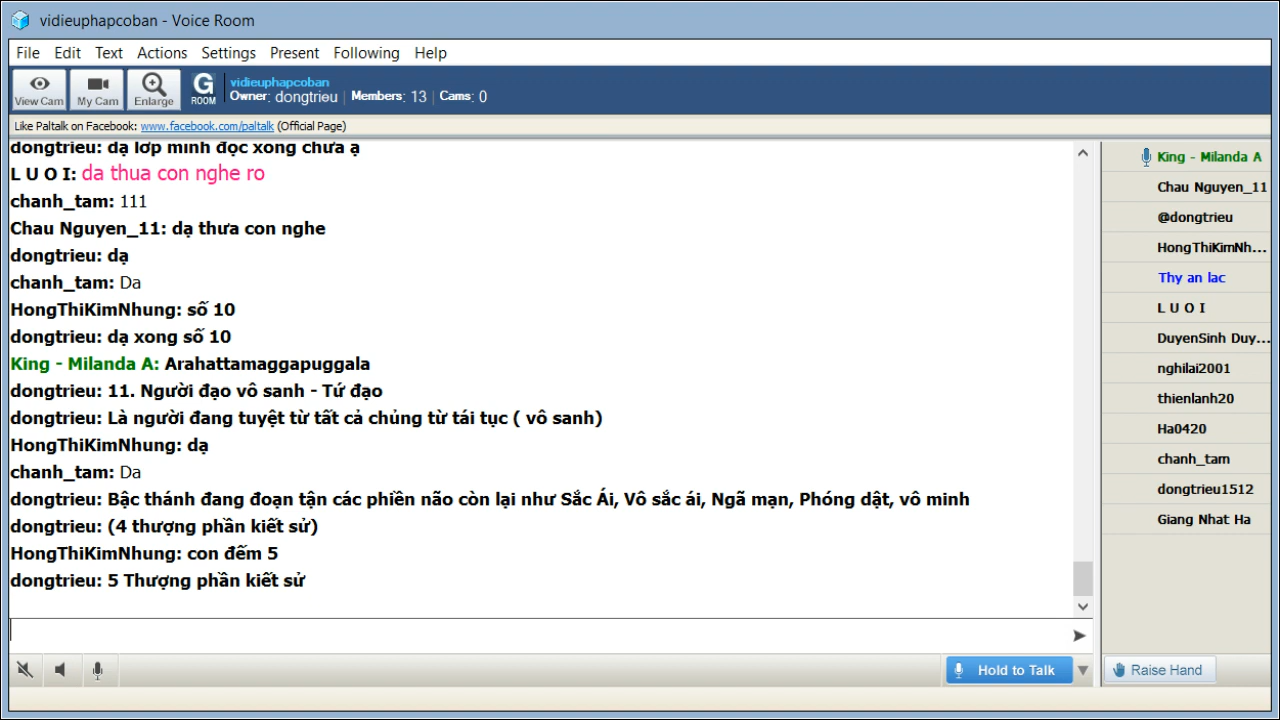 vidieuphapcoban - Voice Room
File Edit Text Actions Settings Present Following Help
View Cam My Cam Enlarge G ROOM
vidieuphapcoban
Owner: dongtrieu | Members: 13 | Cams: 0
Like Paltalk on Facebook: www.facebook.com/paltalk (Official Page)
dongtrieu: dạ lớp mình đọc xong chưa ạ
L U O I: da thua con nghe ro
chanh_tam: 111
Chau Nguyen_11: dạ thưa con nghe
dongtrieu: dạ
chanh_tam: Da
HongThiKimNhung: số 10
dongtrieu: dạ xong số 10
King - Milanda A: Arahattamaggapuggala
dongtrieu: 11. Người đạo vô sanh - Tứ đạo
dongtrieu: Là người đang tuyệt từ tất cả chủng từ tái tục ( vô sanh)
HongThiKimNhung: dạ
chanh_tam: Da
dongtrieu: Bậc thánh đang đoạn tận các phiền não còn lại như Sắc Ái, Vô sắc ái, Ngã mạn, Phóng dật, vô minh
dongtrieu: (4 thượng phần kiết sử)
HongThiKimNhung: con đếm 5
dongtrieu: 5 Thượng phần kiết sử
King - Milanda A
Chau Nguyen_11
@dongtrieu
HongThiKimNh...
Thy an lac
L U O I
DuyenSinh Duy...
nghilai2001
thienlanh20
Ha0420
chanh_tam
dongtrieu1512
Giang Nhat Ha
Hold to Talk
Raise Hand